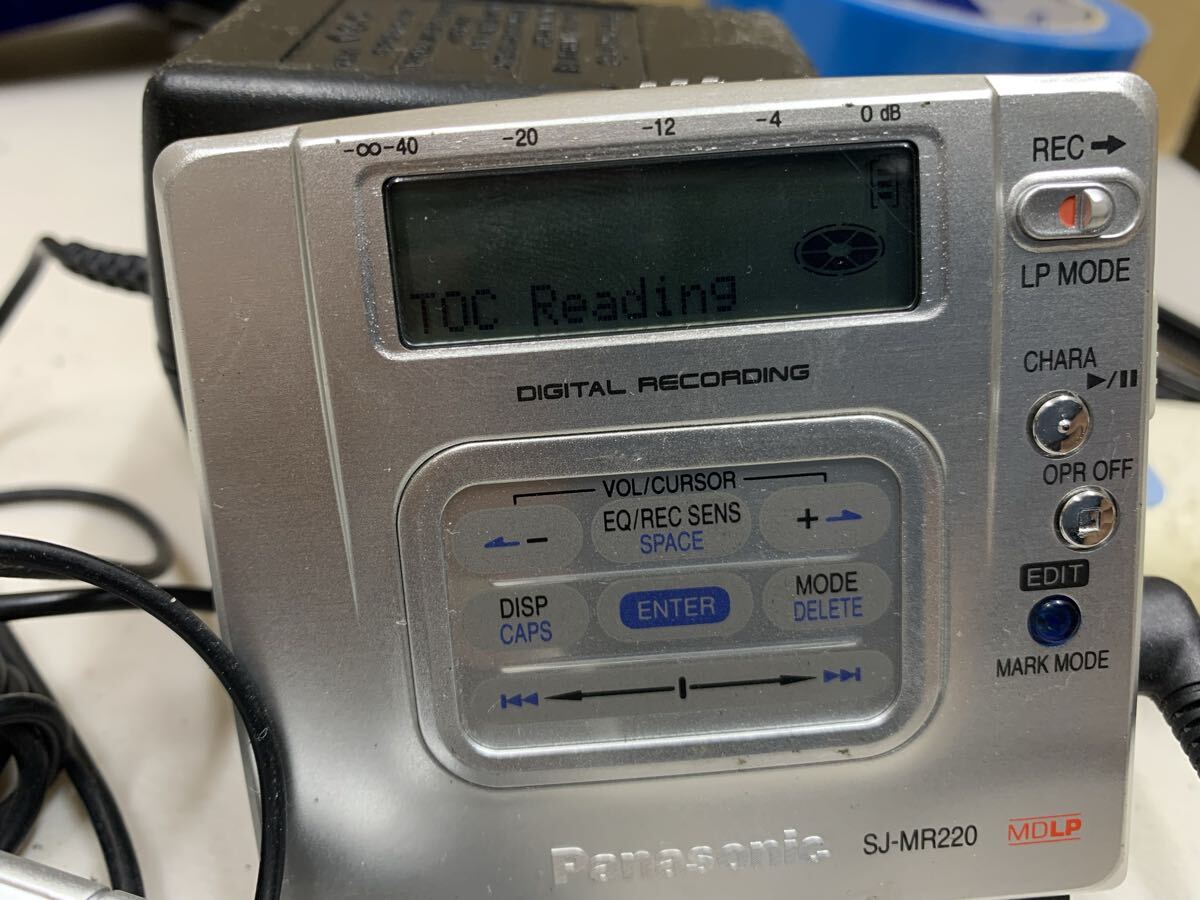 -∞-40 -20 -12 -4 0 dB
REC
LP MODE
TOC Reading
DIGITAL RECORDING
CHARA
OPR OFF
VOL/CURSOR
-
EQ/REC SENS
SPACE
+
EDIT
DISP
CAPS
ENTER
MODE
DELETE
MARK MODE
Panasonic
SJ-MR220
MDLP